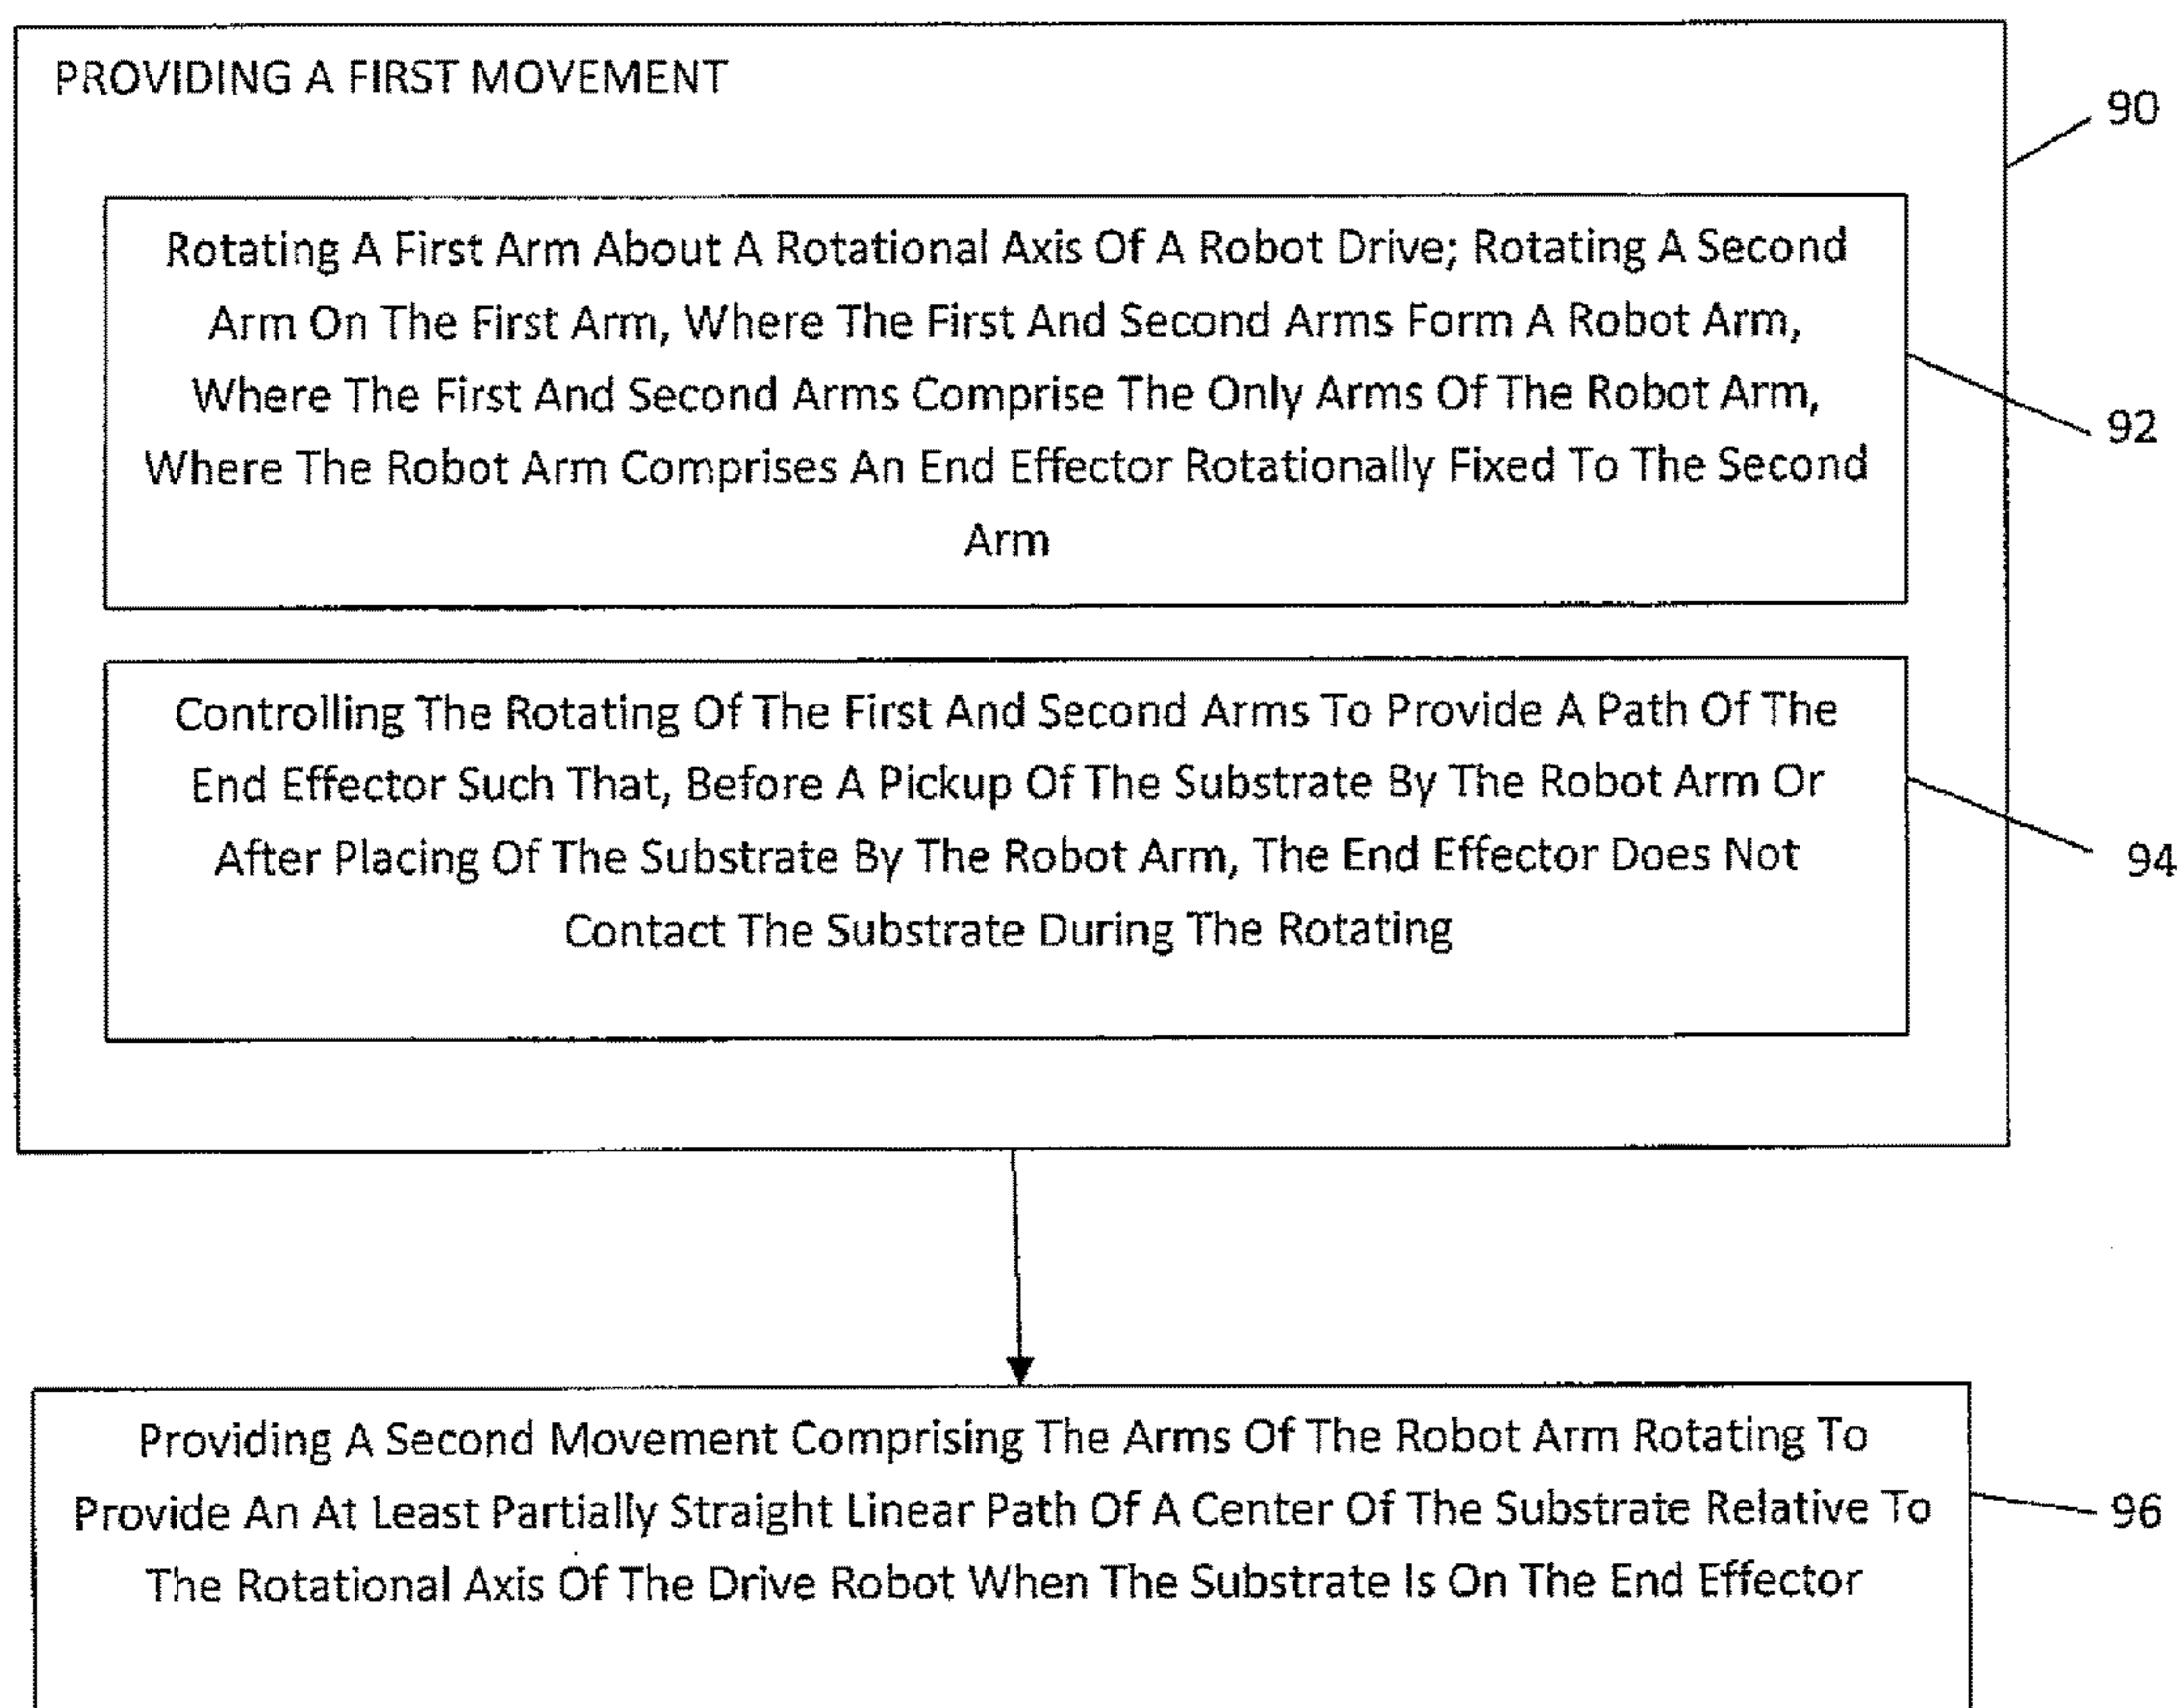 PROVIDING A FIRST MOVEMENT
90
Rotating A First Arm About A Rotational Axis Of A Robot Drive; Rotating A Second
Arm On The First Arm, Where The First And Second Arms Form A Robot Arm,
Where The First And Second Arms Comprise The Only Arms Of The Robot Arm,
Where The Robot Arm Comprises An End Effector Rotationally Fixed To The Second
Arm
92
Controlling The Rotating Of The First And Second Arms To Provide A Path Of The
End Effector Such That, Before A Pickup Of The Substrate By The Robot Arm Or
After Placing Of The Substrate By The Robot Arm, The End Effector Does Not
Contact The Substrate During The Rotating
94
Providing A Second Movement Comprising The Arms Of The Robot Arm Rotating To
Provide An At Least Partially Straight Linear Path Of A Center Of The Substrate Relative To
The Rotational Axis Of The Drive Robot When The Substrate Is On The End Effector
96